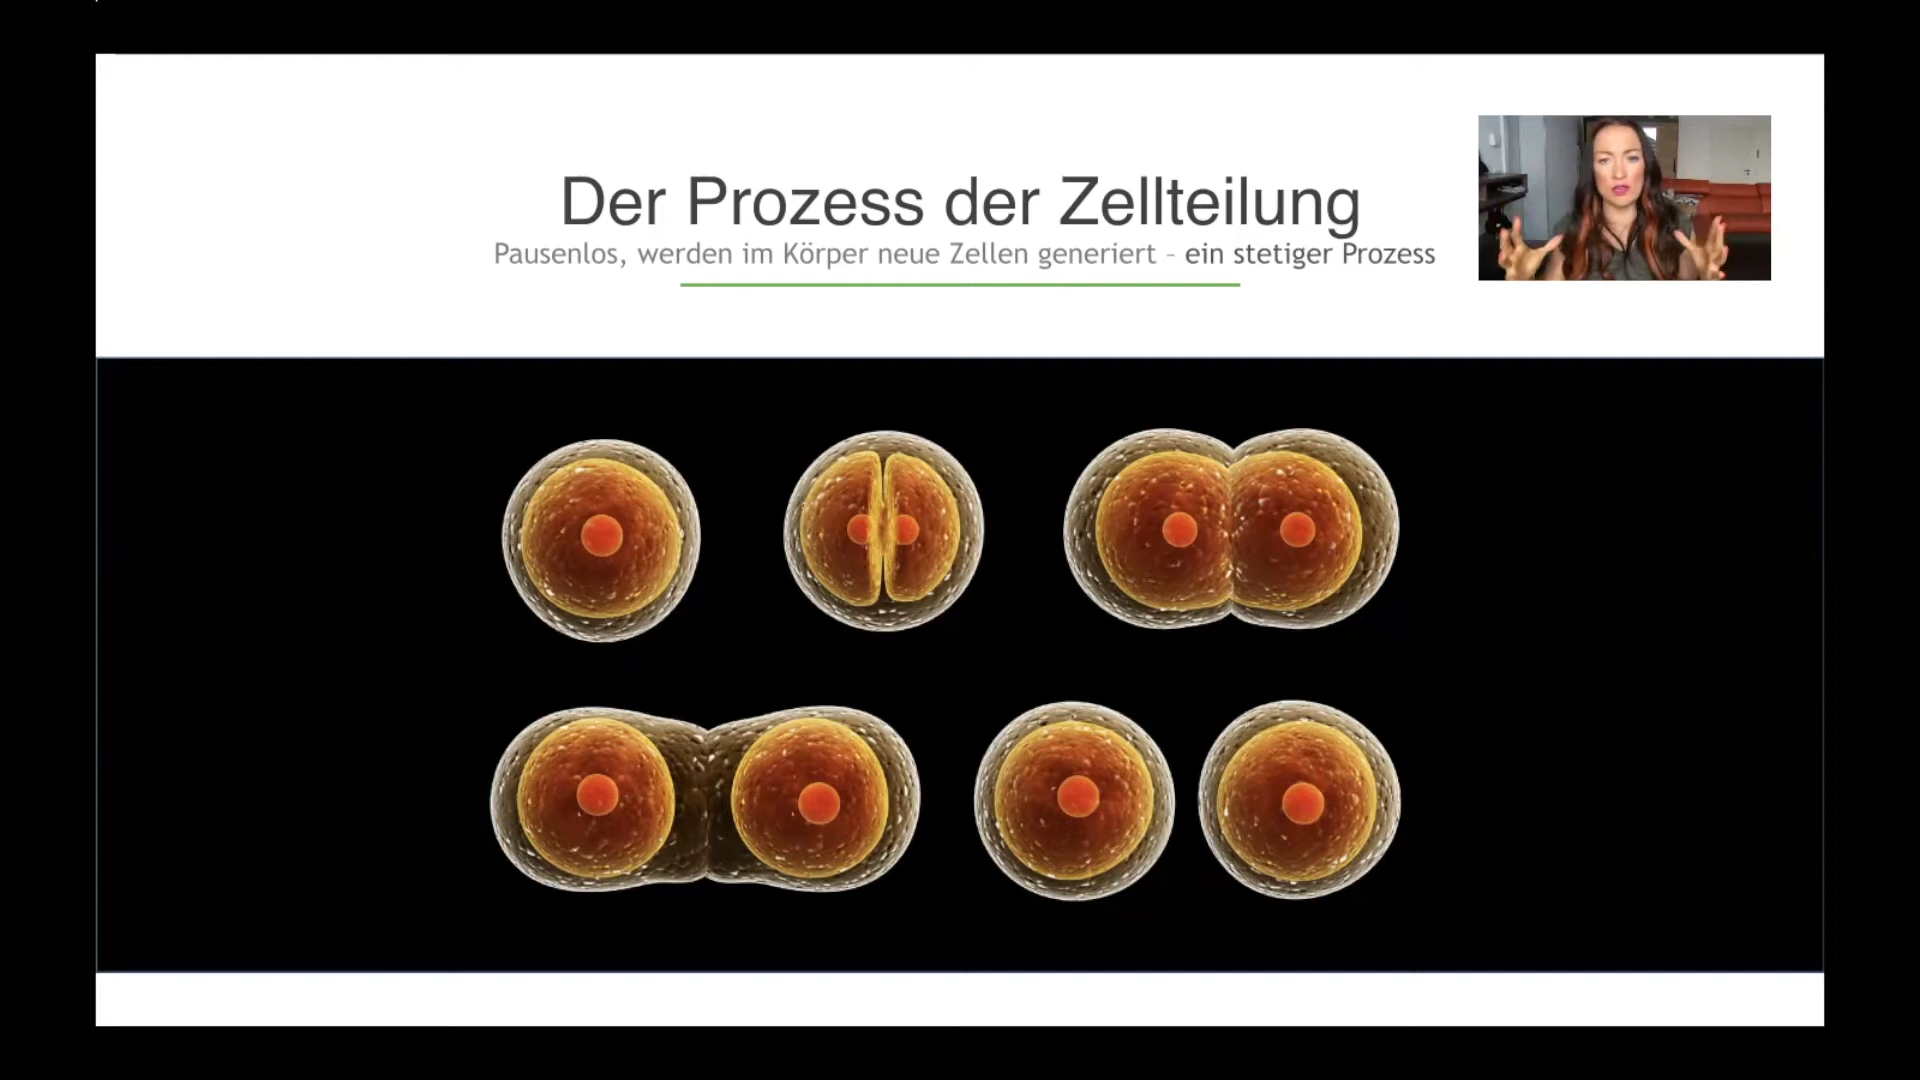 Der Prozess der Zellteilung
Pausenlos, werden im Körper neue Zellen generiert – ein stetiger Prozess